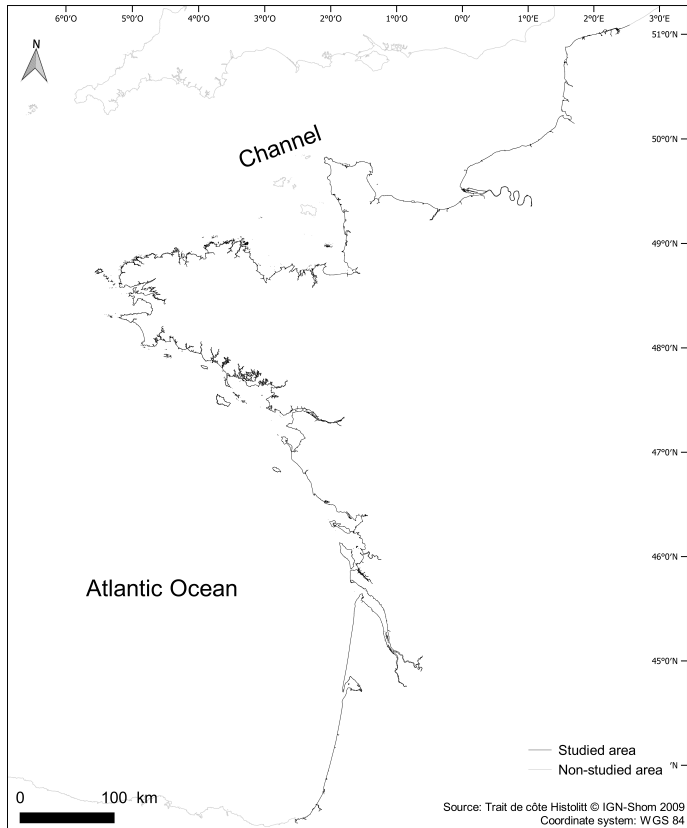 6°0'O 5°0'O 4°0'O 3°0'O 2°0'O 1°0'O 0°0' 1°0'E 2°0'E 3°0'E
51°0'N
N
50°0'N
Channel
49°0'N
48°0'N
47°0'N
46°0'N
Atlantic Ocean
45°0'N
Studied area
Non-studied area
'N
0 100 km
Source: Trait de côte Histolitt © IGN-Shom 2009
Coordinate system: WGS 84